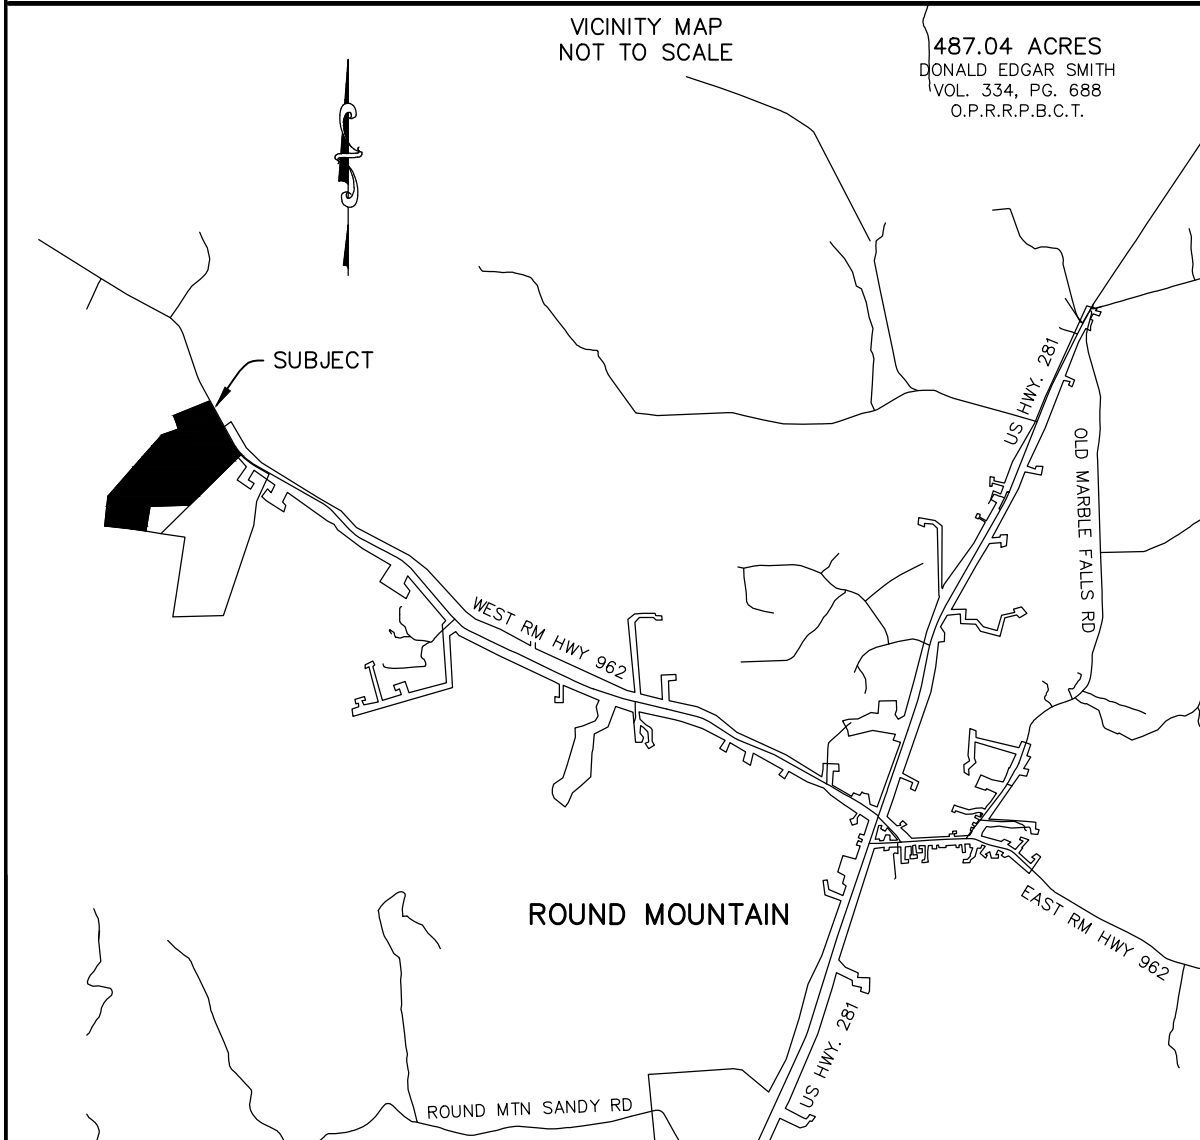 VICINITY MAP
NOT TO SCALE
487.04 ACRES
DONALD EDGAR SMITH
VOL. 334, PG. 688
O.P.R.R.P.B.C.T.
SUBJECT
US HWY. 281
OLD MARBLE FALLS RD
WEST RM HWY 962
ROUND MOUNTAIN
EAST RM HWY 962
US HWY. 281
ROUND MTN SANDY RD